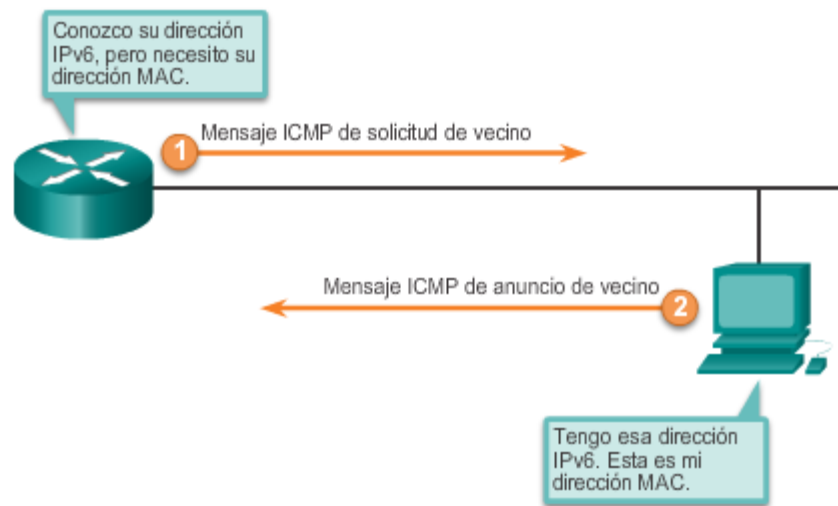 Conozco su dirección
IPv6, pero necesito su
dirección MAC.
1
Mensaje ICMP de solicitud de vecino
Mensaje ICMP de anuncio de vecino
2
Tengo esa dirección
IPv6. Esta es mi
dirección MAC.